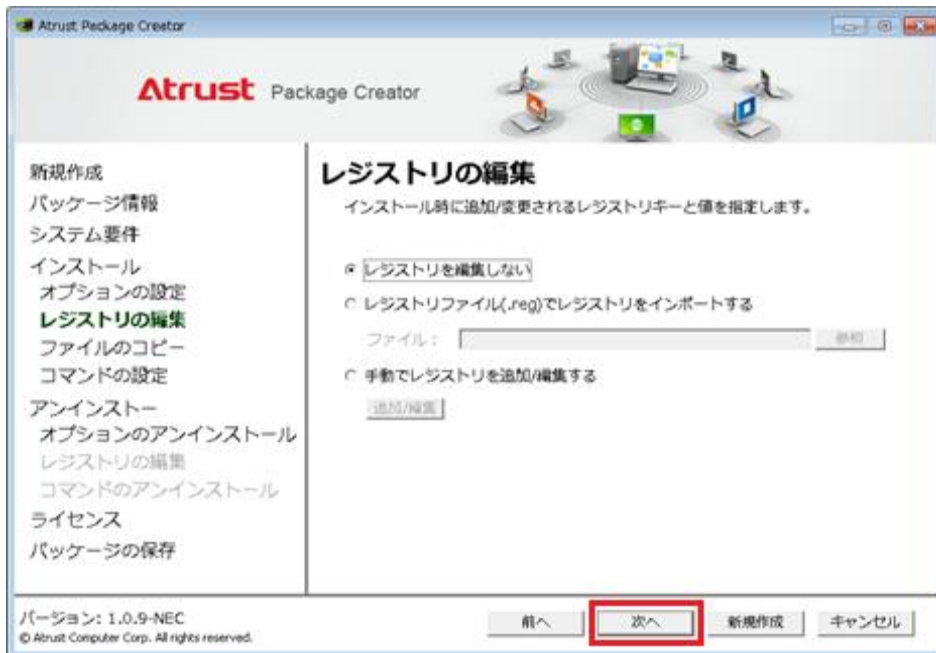 Atrust Package Creator
Atrust Package Creator
新規作成
パッケージ情報
システム要件
インストール
オプションの設定
レジストリの編集
ファイルのコピー
コマンドの設定
アンインストー
オプションのアンインストール
レジストリの編集
コマンドのアンインストール
ライセンス
パッケージの保存
レジストリの編集
インストール時に追加/変更されるレジストリキーと値を指定します。
レジストリを編集しない
レジストリファイル(.reg)でレジストリをインポートする
ファイル: 参照
手動でレジストリを追加/編集する
追加/編集
バージョン: 1.0.9-NEC
© Atrust Computer Corp. All rights reserved.
前へ 次へ 新規作成 キャンセル